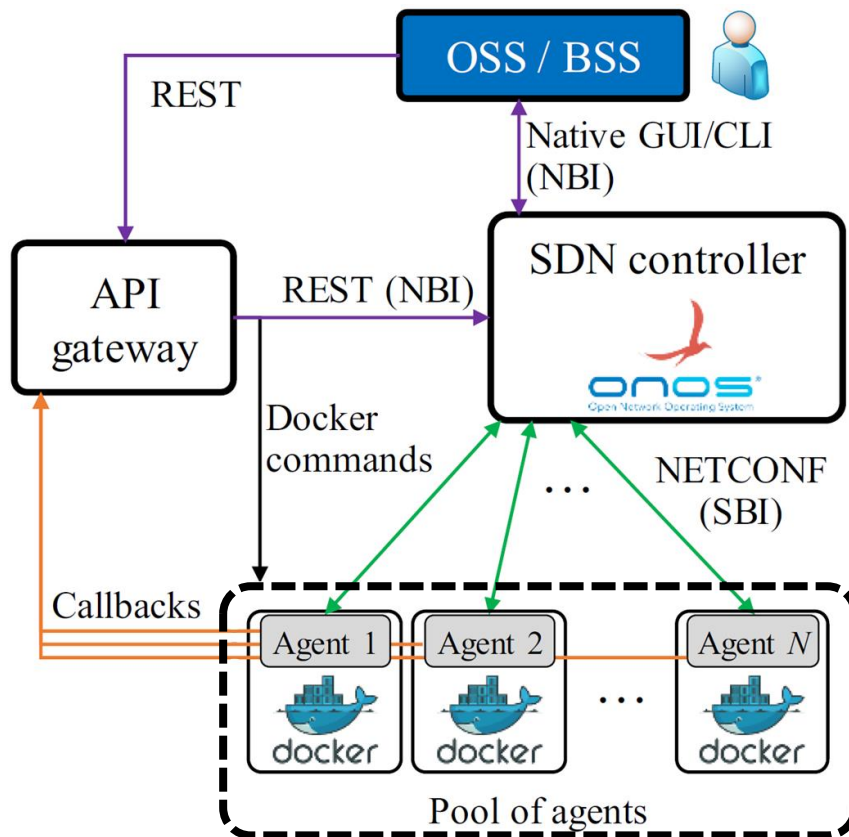 OSS / BSS
REST
Native GUI/CLI
(NBI)
API
gateway
REST (NBI)
SDN controller
onos®
Open Network Operating System
Docker
commands
...
NETCONF
(SBI)
Callbacks
Agent 1
Agent 2
Agent N
...
docker
docker
docker
Pool of agents